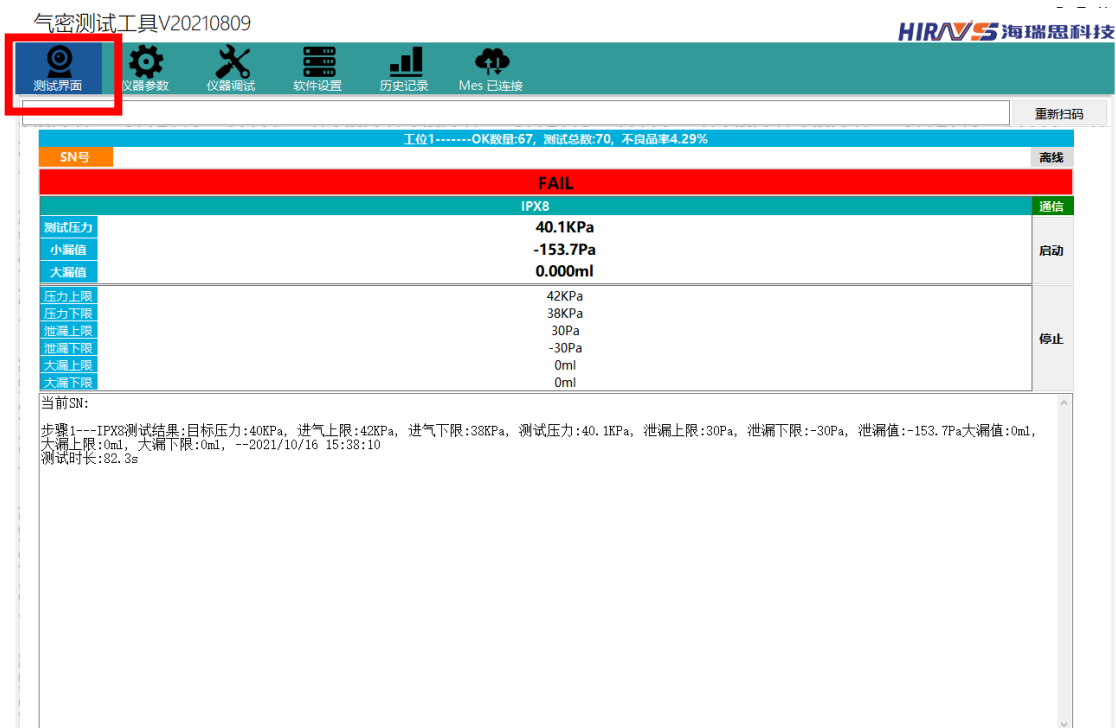 气密测试工具V20210809
HIRAYS 海瑞思科技
测试界面 仪器参数 仪器调试 软件设置 历史记录 Mes 已连接
重新扫码
工位1-------OK数量:67, 测试总数:70, 不良品率4.29%
SN号 离线
FAIL
IPX8 通信
测试压力 40.1KPa
小漏值 -153.7Pa 启动
大漏值 0.000ml
压力上限 42KPa
压力下限 38KPa
泄漏上限 30Pa
泄漏下限 -30Pa 停止
大漏上限 0ml
大漏下限 0ml
当前SN:
步骤1---IPX8测试结果:目标压力:40KPa, 进气上限:42KPa, 进气下限:38KPa, 测试压力:40.1KPa, 泄漏上限:30Pa, 泄漏下限:-30Pa, 泄漏值:-153.7Pa大漏值:0ml,
大漏上限:0ml, 大漏下限:0ml, --2021/10/16 15:38:10
测试时长:82.3s